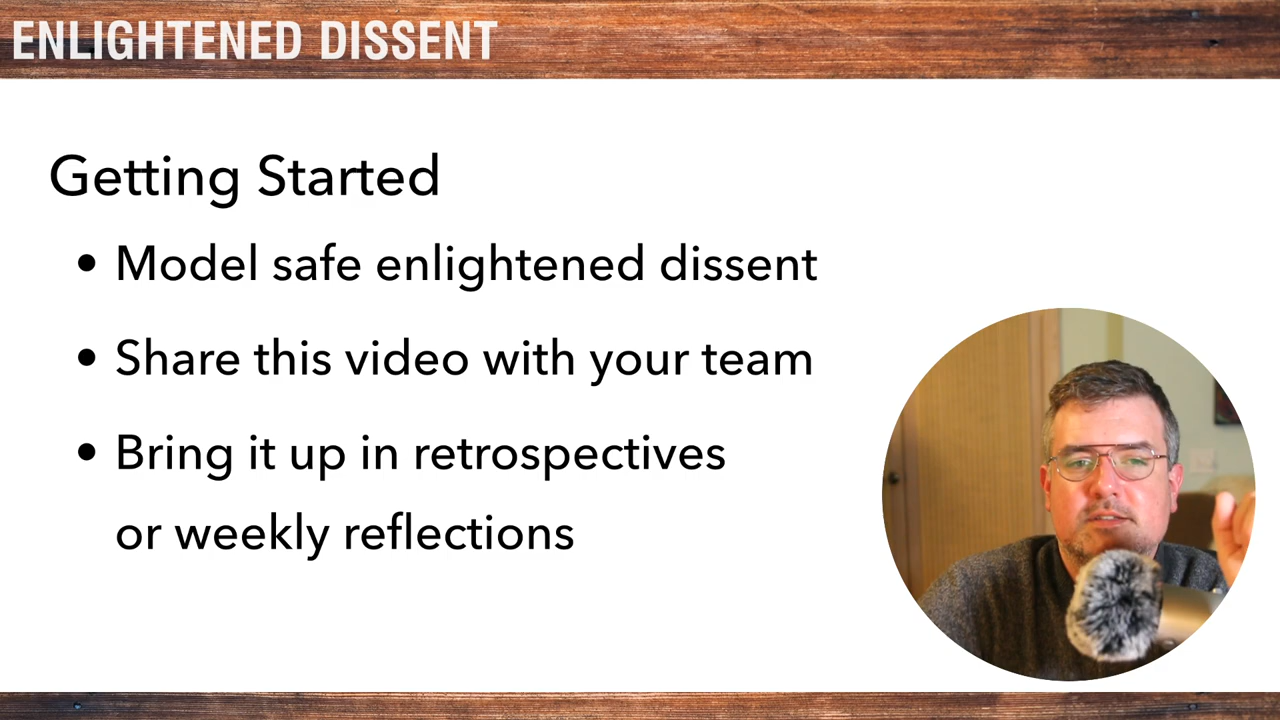 ENLIGHTENED DISSENT
Getting Started
• Model safe enlightened dissent
• Share this video with your team
• Bring it up in retrospectives
or weekly reflections